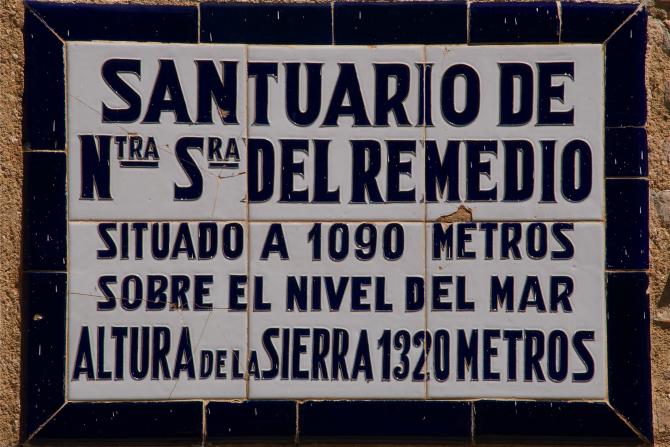 SANTUARIO DE
NTRA SRA DEL REMEDIO
SITUADO A 1090 METROS
SOBRE EL NIVEL DEL MAR
ALTURA DE LA SIERRA 1320 METROS